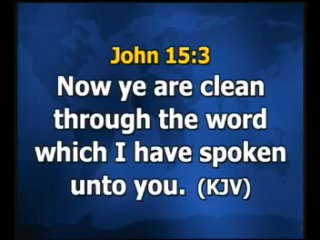 John 15:3
Now ye are clean
through the word
which I have spoken
unto you. (KJV)